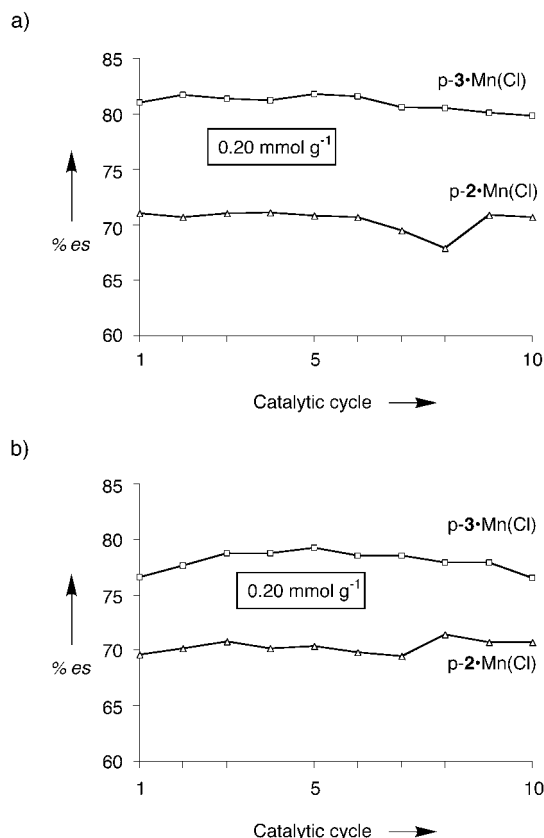 a)
85
80
75
70
65
60
% es
p-3•Mn(Cl)
0.20 mmol g-1
p-2•Mn(Cl)
1
5
10
Catalytic cycle
b)
85
80
75
70
65
60
% es
p-3•Mn(Cl)
0.20 mmol g-1
p-2•Mn(Cl)
1
5
10
Catalytic cycle